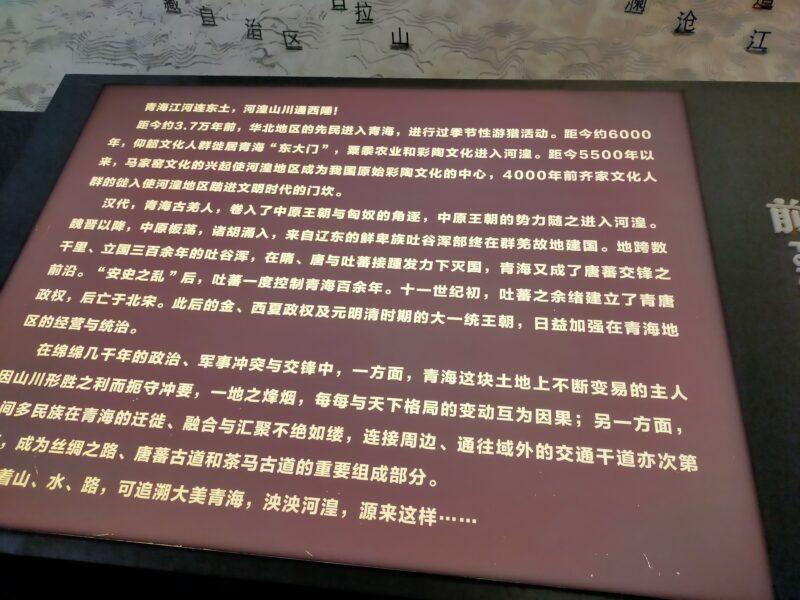 藏自治区
拉
山
澜
沧
江
青海江河连东土，河湟山川通西陲！
距今约3.7万年前，华北地区的先民进入青海，进行过季节性游猎活动。距今约6000
年，仰韶文化人群徙居青海“东大门”，粟黍农业和彩陶文化进入河湟。距今5500年以
来，马家窑文化的兴起使河湟地区成为我国原始彩陶文化的中心，4000年前齐家文化人
群的徙入使河湟地区踏进文明时代的门坎。
汉代，青海古羌人，卷入了中原王朝与匈奴的角逐，中原王朝的势力随之进入河湟。
魏晋以降，中原板荡，诸胡涌入，来自辽东的鲜卑族吐谷浑部终在群羌故地建国。地跨数
千里、立国三百余年的吐谷浑，在隋、唐与吐蕃接踵发力下灭国，青海又成了唐蕃交锋之
前沿。“安史之乱”后，吐蕃一度控制青海百余年。十一世纪初，吐蕃之余绪建立了青唐
政权，后亡于北宋。此后的金、西夏政权及元明清时期的大一统王朝，日益加强在青海地
区的经营与统治。
在绵绵几千年的政治、军事冲突与交锋中，一方面，青海这块土地上不断变易的主人
因山川形胜之利而扼守冲要，一地之烽烟，每每与天下格局的变动互为因果；另一方面，
间多民族在青海的迁徙、融合与汇聚不绝如缕，连接周边、通往域外的交通干道亦次第
，成为丝绸之路、唐蕃古道和茶马古道的重要组成部分。
着山、水、路，可追溯大美青海，泱泱河湟，源来这样……
前